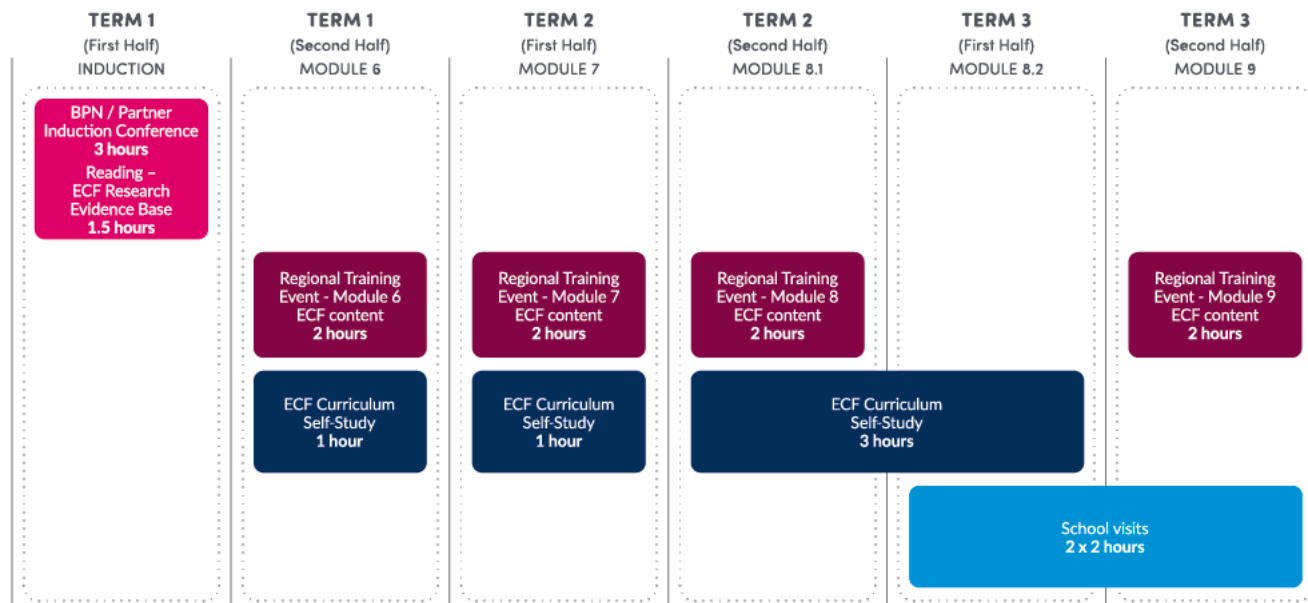 TERM 1
(First Half)
INDUCTION
TERM 1
(Second Half)
MODULE 6
TERM 2
(First Half)
MODULE 7
TERM 2
(Second Half)
MODULE 8.1
TERM 3
(First Half)
MODULE 8.2
TERM 3
(Second Half)
MODULE 9
BPN / Partner
Induction Conference
3 hours
Reading –
ECF Research
Evidence Base
1.5 hours
Regional Training
Event - Module 6
ECF content
2 hours
Regional Training
Event - Module 7
ECF content
2 hours
Regional Training
Event - Module 8
ECF content
2 hours
Regional Training
Event - Module 9
ECF content
2 hours
ECF Curriculum
Self-Study
1 hour
ECF Curriculum
Self-Study
1 hour
ECF Curriculum
Self-Study
3 hours
School visits
2 x 2 hours